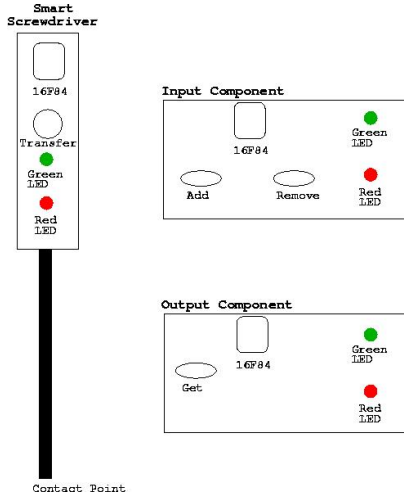 Smart
Screwdriver
16F84
Transfer
Green
LED
Red
LED
Contact Point
Input Component
16F84
Green
LED
Add
Remove
Red
LED
Output Component
16F84
Green
LED
Get
Red
LED